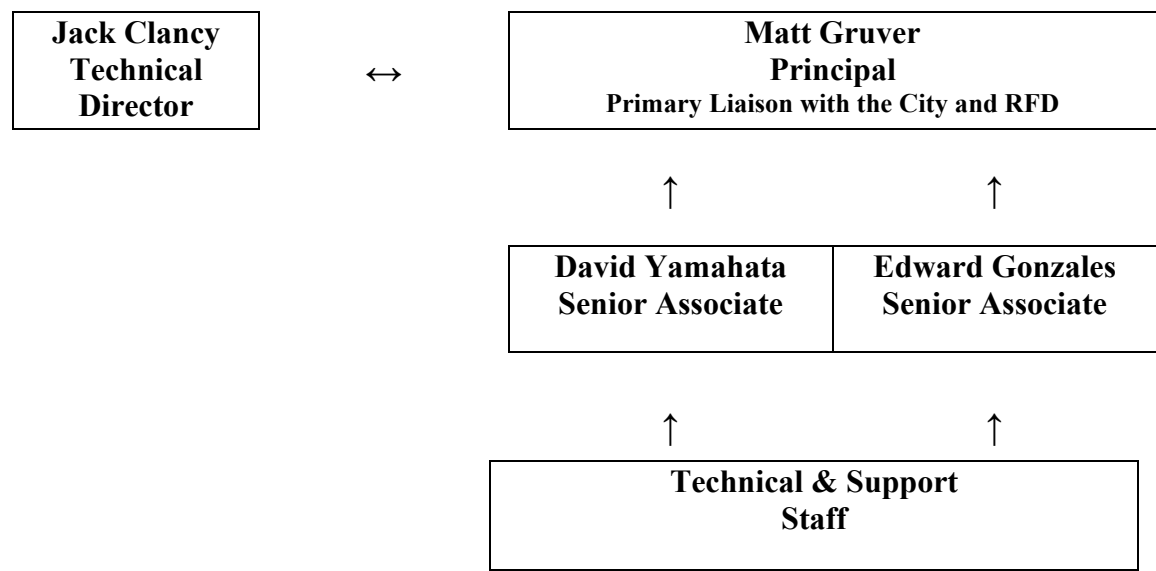 Jack Clancy
Technical
Director
↔
Matt Gruver
Principal
Primary Liaison with the City and RFD
↑ ↑
David Yamahata
Senior Associate
Edward Gonzales
Senior Associate
↑ ↑
Technical & Support
Staff